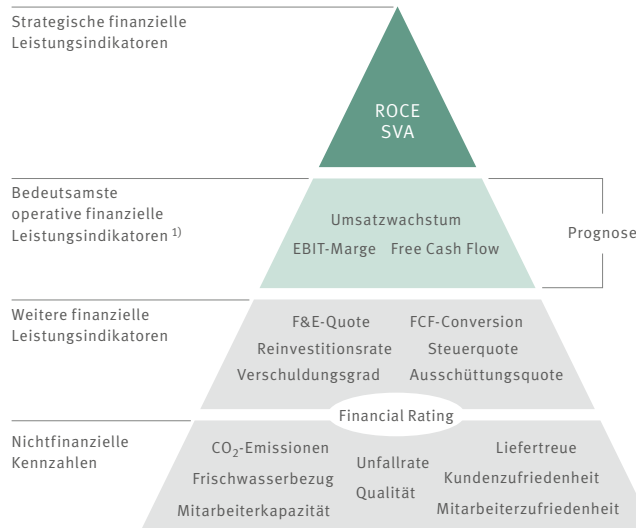 Strategische finanzielle
Leistungsindikatoren
ROCE
SVA
Bedeutsamste
operative finanzielle
Leistungsindikatoren 1)
Umsatzwachstum
EBIT-Marge Free Cash Flow
Prognose
Weitere finanzielle
Leistungsindikatoren
F&E-Quote FCF-Conversion
Reinvestitionsrate Steuerquote
Verschuldungsgrad Ausschüttungsquote
Financial Rating
Nichtfinanzielle
Kennzahlen
CO₂-Emissionen
Frischwasserbezug
Mitarbeiterkapazität
Unfallrate
Qualität
Liefertreue
Kundenzufriedenheit
Mitarbeiterzufriedenheit